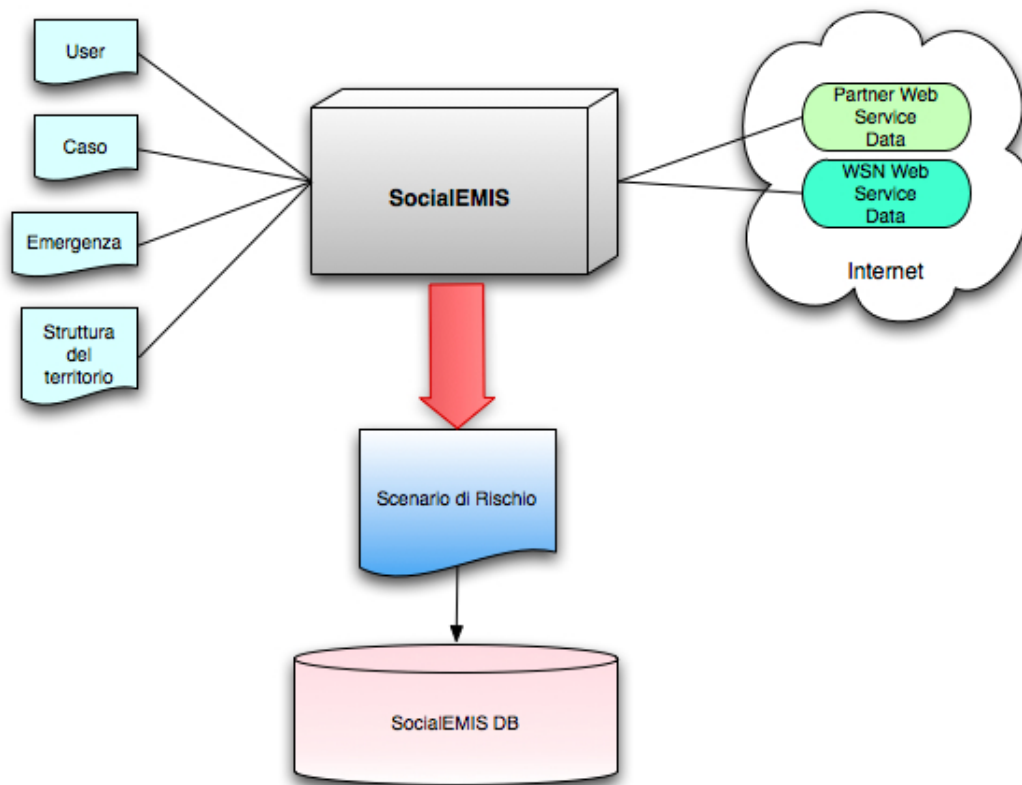 User
Caso
Emergenza
Struttura
del
territorio
SocialEMIS
Partner Web
Service
Data
WSN Web
Service
Data
Internet
Scenario di Rischio
SocialEMIS DB